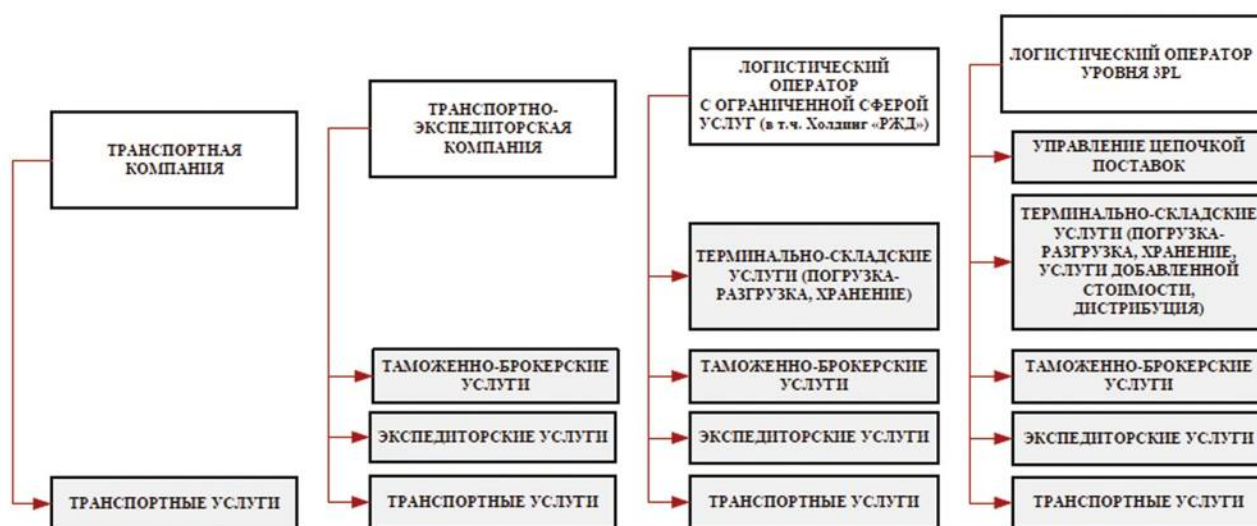 ТРАНСПОРТНАЯ
КОМПАНИЯ
ТРАНСПОРТНЫЕ УСЛУГИ
ТРАНСПОРТНО-
ЭКСПЕДИТОРСКАЯ
КОМПАНИЯ
ТАМОЖЕННО-БРОКЕРСКИЕ
УСЛУГИ
ЭКСПЕДИТОРСКИЕ УСЛУГИ
ТРАНСПОРТНЫЕ УСЛУГИ
ЛОГИСТИЧЕСКИЙ
ОПЕРАТОР
С ОГРАНИЧЕННОЙ СФЕРОЙ
УСЛУГ (в т.ч. Холдинг «РЖД»)
ТЕРМИНАЛЬНО-СКЛАДСКИЕ
УСЛУГИ (ПОГРУЗКА-
РАЗГРУЗКА, ХРАНЕНИЕ)
ТАМОЖЕННО-БРОКЕРСКИЕ
УСЛУГИ
ЭКСПЕДИТОРСКИЕ УСЛУГИ
ТРАНСПОРТНЫЕ УСЛУГИ
ЛОГИСТИЧЕСКИЙ ОПЕРАТОР
УРОВНЯ 3PL
УПРАВЛЕНИЕ ЦЕПОЧКОЙ
ПОСТАВОК
ТЕРМИНАЛЬНО-СКЛАДСКИЕ
УСЛУГИ (ПОГРУЗКА-
РАЗГРУЗКА, ХРАНЕНИЕ,
УСЛУГИ ДОБАВЛЕННОЙ
СТОИМОСТИ,
ДИСТРИБУЦИЯ)
ТАМОЖЕННО-БРОКЕРСКИЕ
УСЛУГИ
ЭКСПЕДИТОРСКИЕ УСЛУГИ
ТРАНСПОРТНЫЕ УСЛУГИ